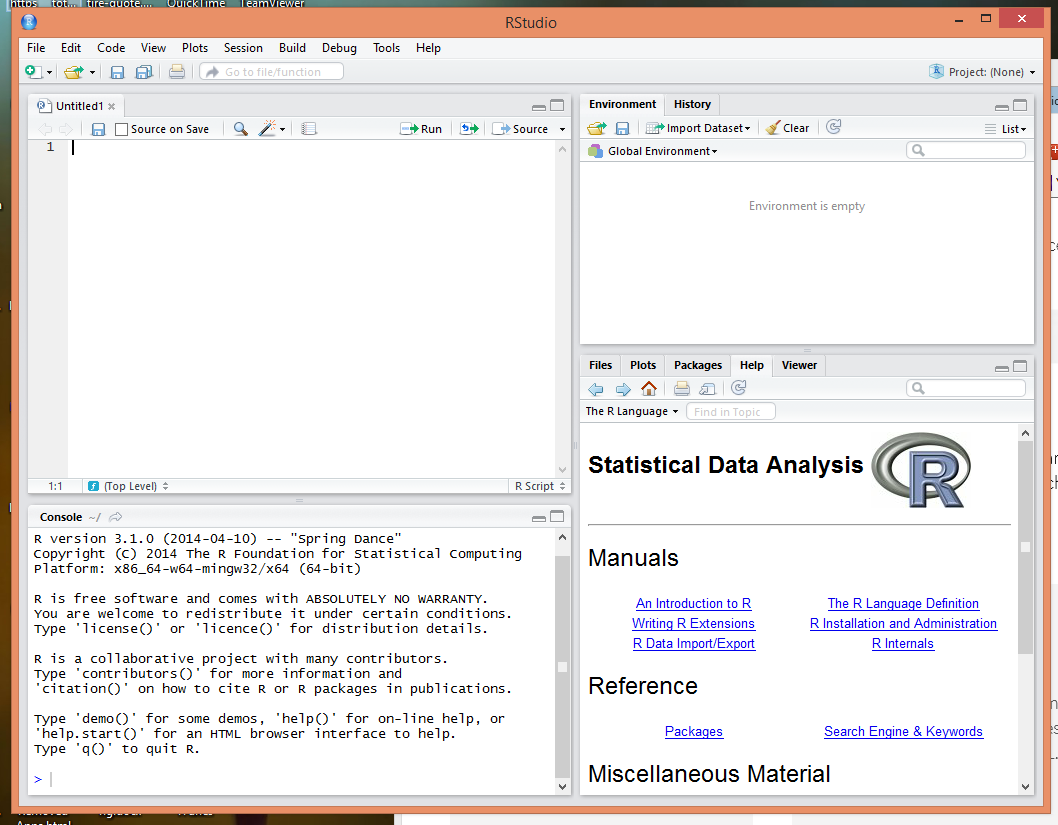 https tot... tire-quote.... QuickTime TeamViewer
RStudio
File Edit Code View Plots Session Build Debug Tools Help
Go to file/function Project: (None)
Untitled1
Source on Save Run Source
1
1:1 (Top Level) R Script
Console ~/
R version 3.1.0 (2014-04-10) -- "Spring Dance"
Copyright (C) 2014 The R Foundation for Statistical Computing
Platform: x86_64-w64-mingw32/x64 (64-bit)
R is free software and comes with ABSOLUTELY NO WARRANTY.
You are welcome to redistribute it under certain conditions.
Type 'license()' or 'licence()' for distribution details.
R is a collaborative project with many contributors.
Type 'contributors()' for more information and
'citation()' on how to cite R or R packages in publications.
Type 'demo()' for some demos, 'help()' for on-line help, or
'help.start()' for an HTML browser interface to help.
Type 'q()' to quit R.
>
Environment History
Import Dataset Clear List
Global Environment
Environment is empty
Files Plots Packages Help Viewer
The R Language Find in Topic
Statistical Data Analysis R
Manuals
An Introduction to R The R Language Definition
Writing R Extensions R Installation and Administration
R Data Import/Export R Internals
Reference
Packages Search Engine & Keywords
Miscellaneous Material